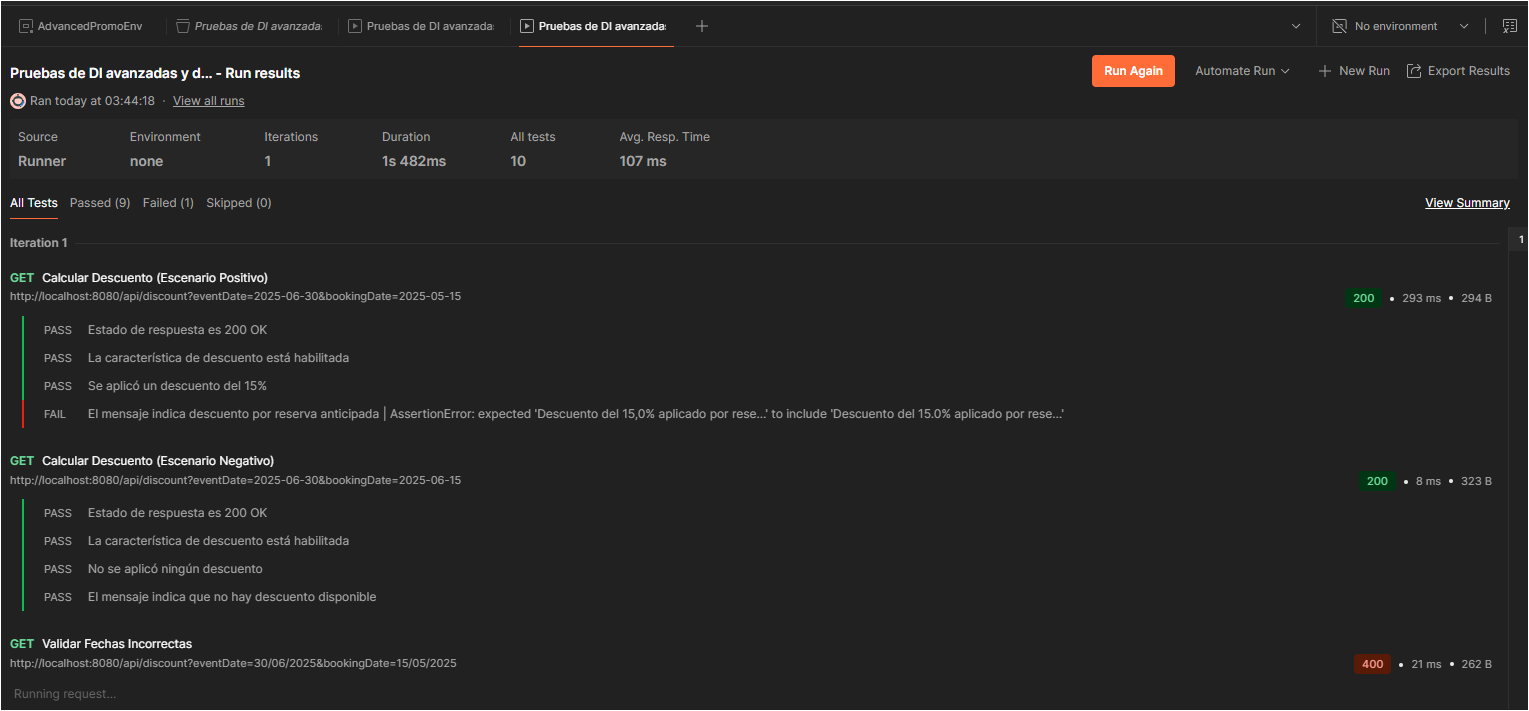 AdvancedPromoEnv Pruebas de DI avanzada: Pruebas de DI avanzada: Pruebas de DI avanzada: No environment
Pruebas de DI avanzadas y d... - Run results Run Again Automate Run New Run Export Results
Ran today at 03:44:18 · View all runs
Source Environment Iterations Duration All tests Avg. Resp. Time
Runner none 1 1s 482ms 10 107 ms
All Tests Passed (9) Failed (1) Skipped (0) View Summary
Iteration 1 1
GET Calcular Descuento (Escenario Positivo)
http://localhost:8080/api/discount?eventDate=2025-06-30&bookingDate=2025-05-15 200 • 293 ms • 294 B
PASS Estado de respuesta es 200 OK
PASS La característica de descuento está habilitada
PASS Se aplicó un descuento del 15%
FAIL El mensaje indica descuento por reserva anticipada | AssertionError: expected 'Descuento del 15,0% aplicado por rese...' to include 'Descuento del 15.0% aplicado por rese...'
GET Calcular Descuento (Escenario Negativo)
http://localhost:8080/api/discount?eventDate=2025-06-30&bookingDate=2025-06-15 200 • 8 ms • 323 B
PASS Estado de respuesta es 200 OK
PASS La característica de descuento está habilitada
PASS No se aplicó ningún descuento
PASS El mensaje indica que no hay descuento disponible
GET Validar Fechas Incorrectas
http://localhost:8080/api/discount?eventDate=30/06/2025&bookingDate=15/05/2025 400 • 21 ms • 262 B
Running request...